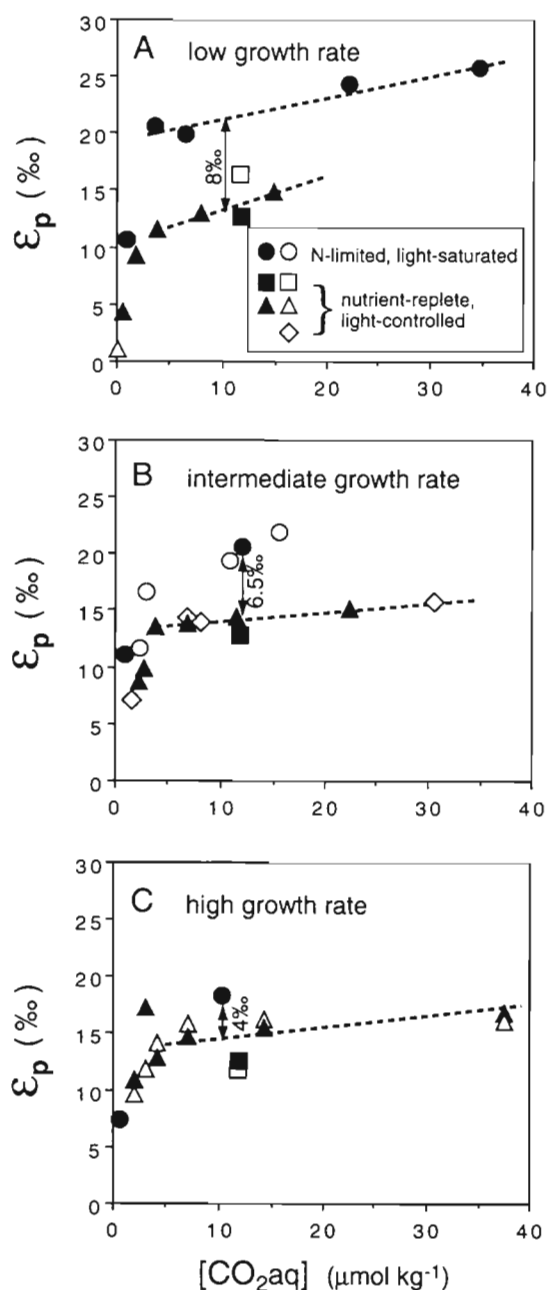 A low growth rate
30
25
20
15
10
5
0
εp (‰)
8‰
N-limited, light-saturated
nutrient-replete,
light-controlled
0 10 20 30 40
B intermediate growth rate
30
25
20
15
10
5
0
εp (‰)
6.5‰
0 10 20 30
C high growth rate
30
25
20
15
10
5
0
εp (‰)
4‰
0 10 20 30 40
[CO₂aq] (μmol kg⁻¹)